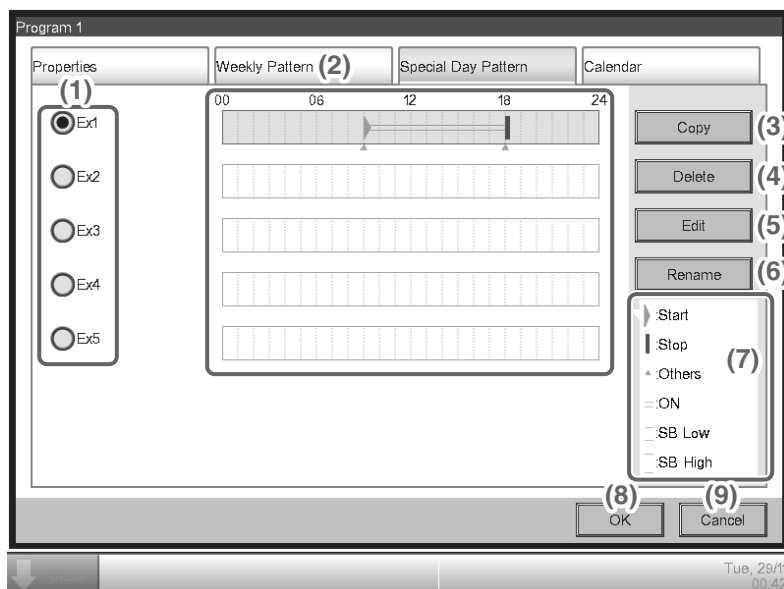 Program 1
Properties
Weekly Pattern (2)
Special Day Pattern
Calendar
(1)
00 06 12 18 24
Ex1
Ex2
Ex3
Ex4
Ex5
Copy (3)
Delete (4)
Edit (5)
Rename (6)
:Start
:Stop
:Others
:ON
:SB Low
:SB High
(7)
(8)
(9)
OK
Cancel
Tue, 29/1
00:42